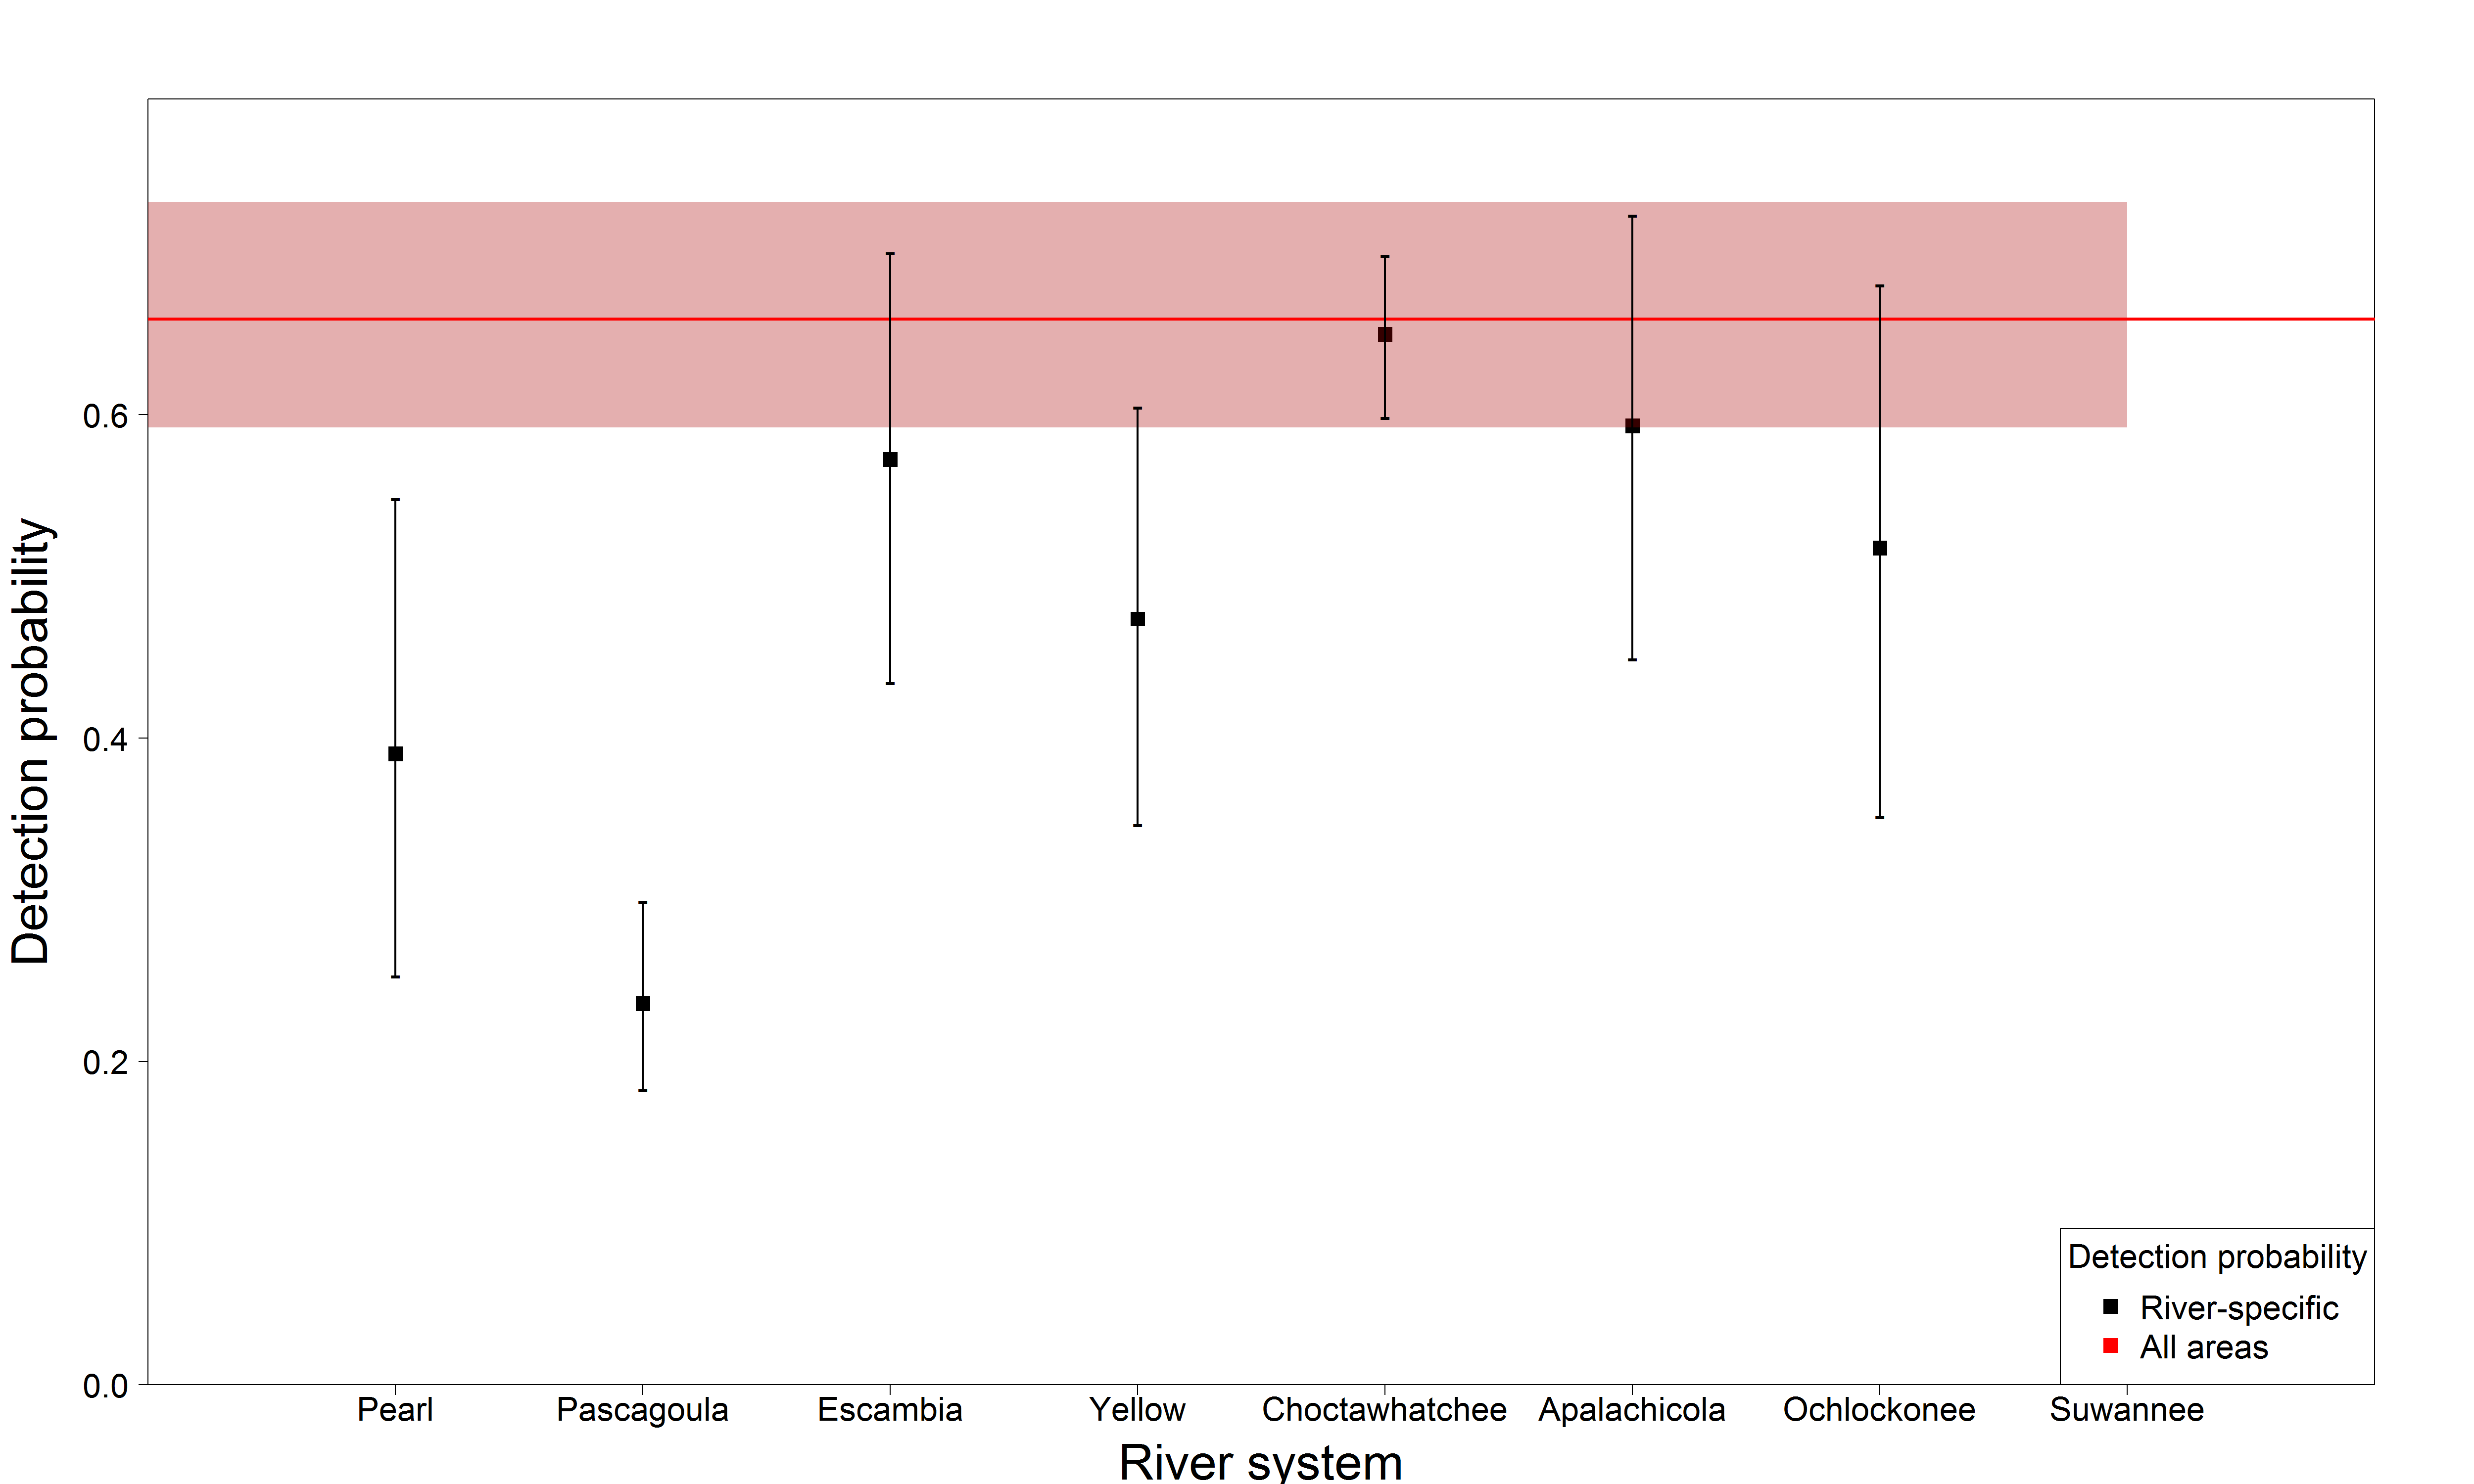 Detection probability
0.6
0.4
0.2
0.0
Pearl
Pascagoula
Escambia
Yellow
Choctawhatchee
Apalachicola
Ochlockonee
Suwannee
River system
Detection probability
River-specific
All areas